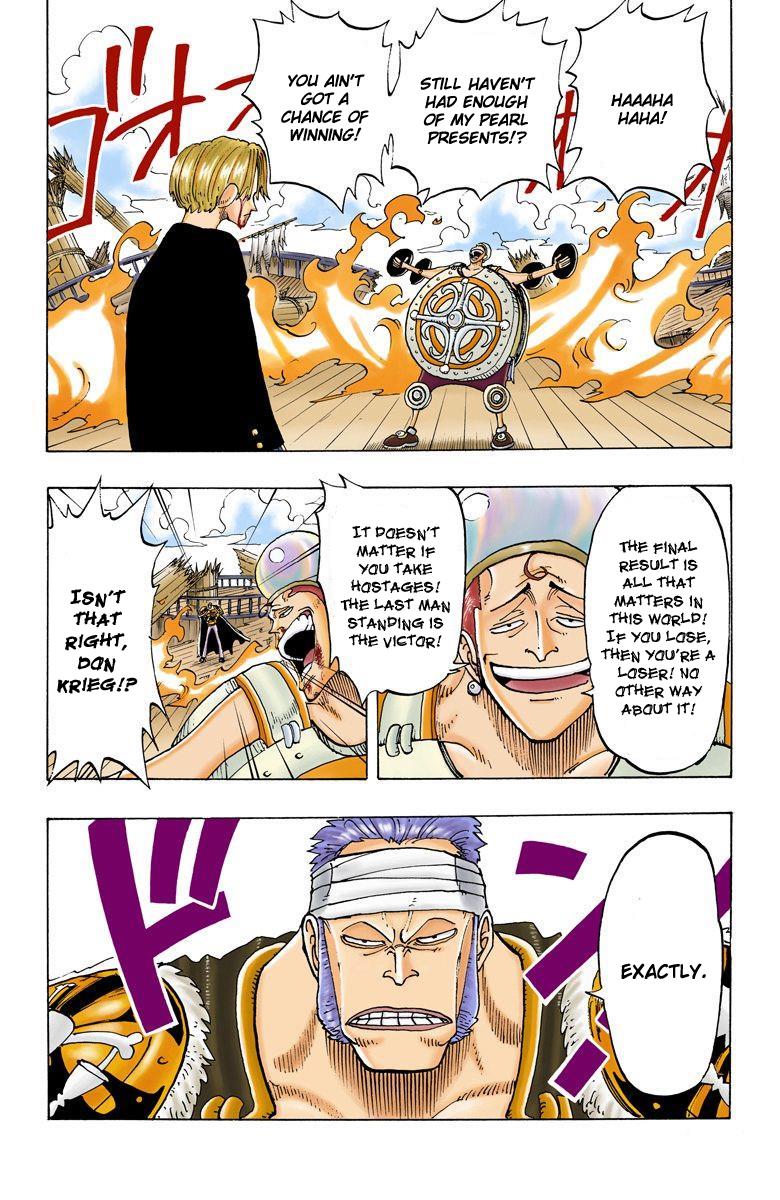 HAAAHA
HAHA!
STILL HAVEN'T
HAD ENOUGH
OF MY PEARL
PRESENTS!?
YOU AIN'T
GOT A
CHANCE OF
WINNING!
ゴオオオ
THE FINAL
RESULT IS
ALL THAT
MATTERS IN
THIS WORLD!
IF YOU LOSE,
THEN YOU'RE A
LOSER! NO
OTHER WAY
ABOUT IT!
IT DOESN'T
MATTER IF
YOU TAKE
HOSTAGES!
THE LAST MAN
STANDING IS
THE VICTOR!
ISN'T
THAT
RIGHT,
DON
KRIEG!?
EXACTLY.
ドン